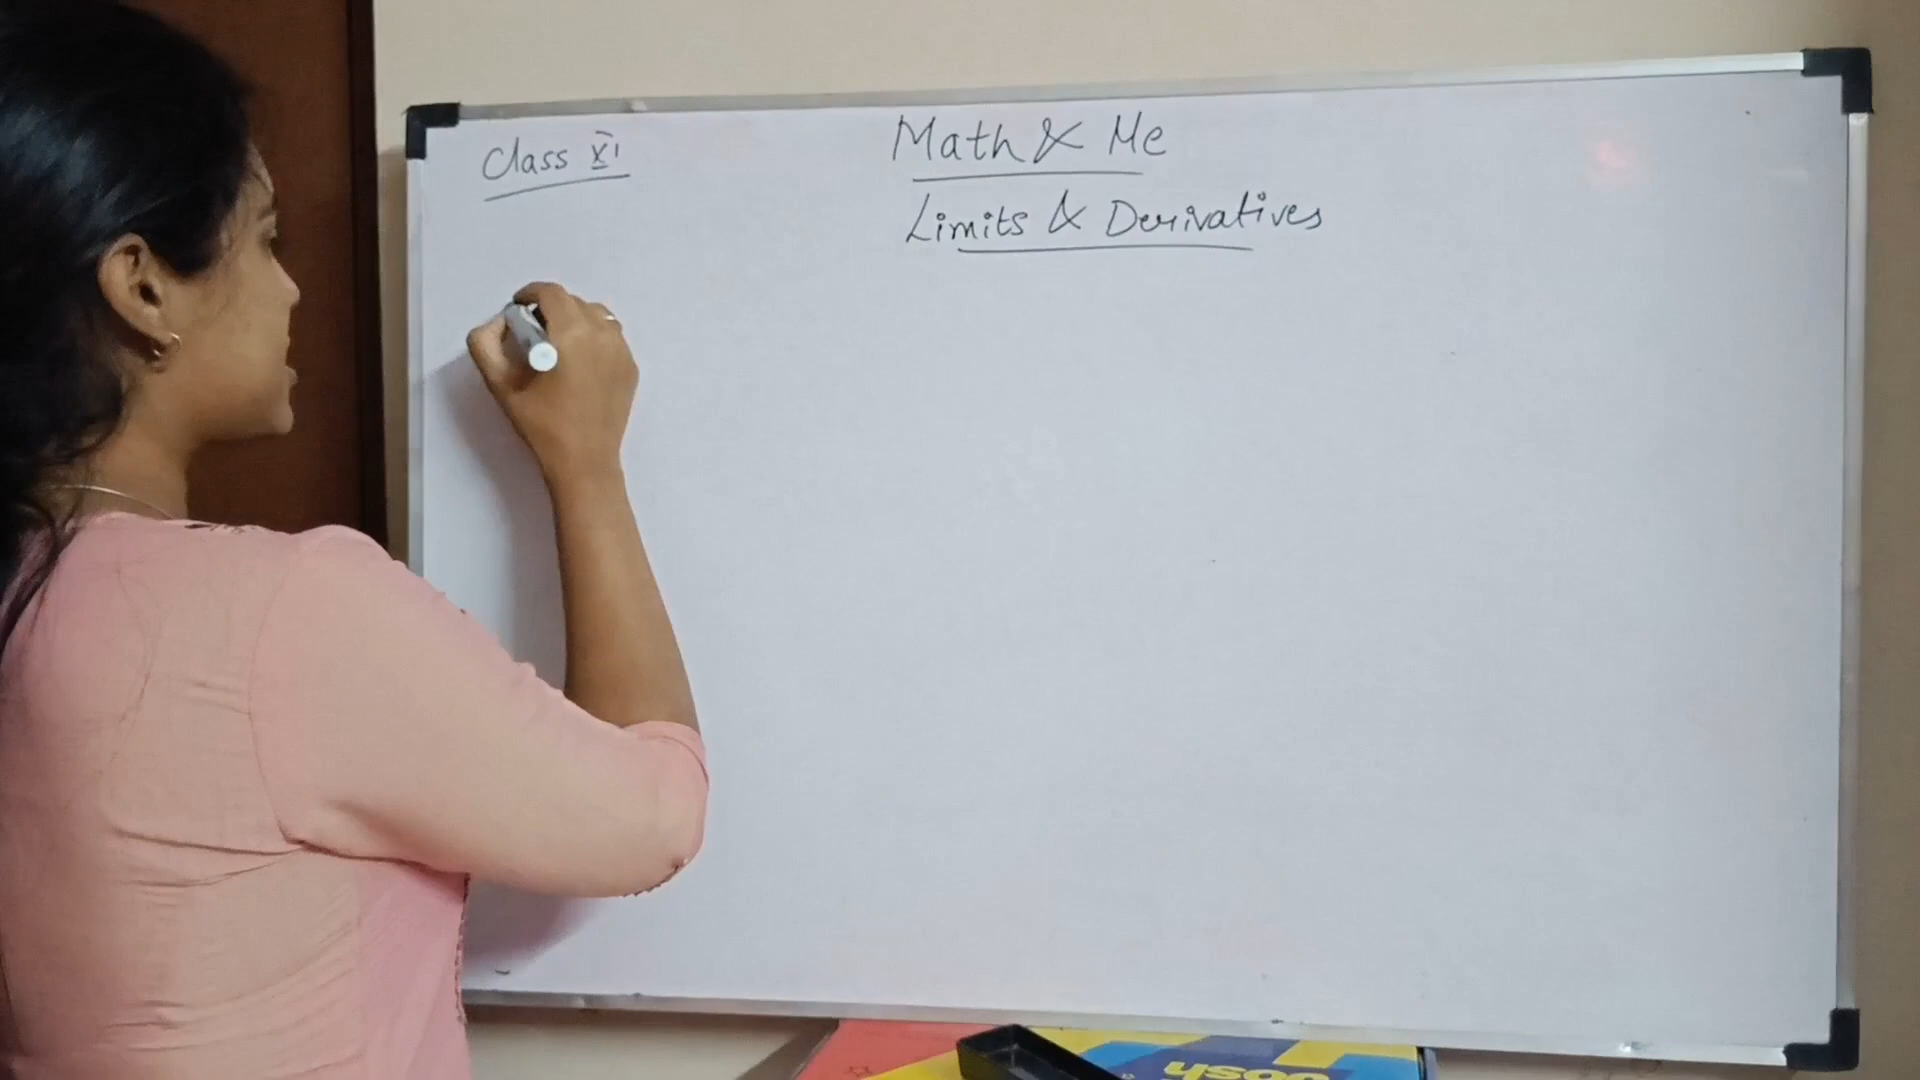 Class XI
Math & Me
Limits & Derivatives